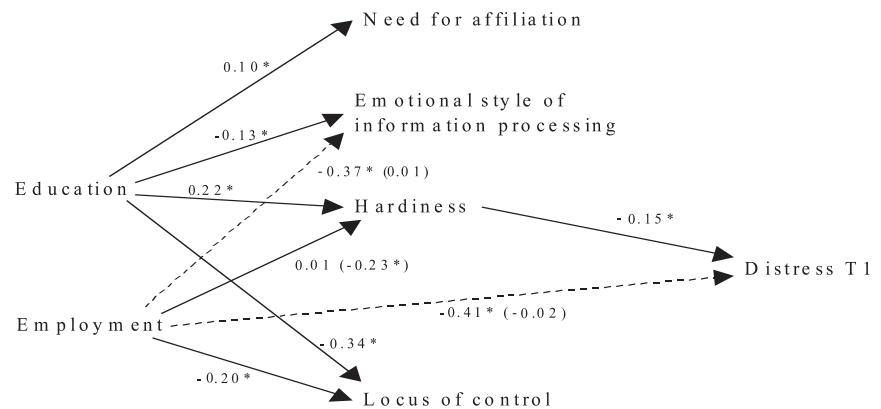 Need for affiliation
0.10*
Emotional style of
information processing
-0.13*
-0.37* (0.01)
Education
0.22*
Hardiness
-0.15*
0.01 (-0.23*)
Distress T1
Employment
-0.41* (-0.02)
-0.34*
-0.20*
Locus of control